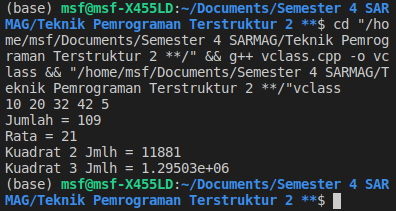 (base) msf@msf-X455LD:~/Documents/Semester 4 SAR
MAG/Teknik Pemrograman Terstruktur 2 **$ cd "/ho
me/msf/Documents/Semester 4 SARMAG/Teknik Pemrog
raman Terstruktur 2 **/" && g++ vclass.cpp -o vc
lass && "/home/msf/Documents/Semester 4 SARMAG/T
eknik Pemrograman Terstruktur 2 **/"vclass
10 20 32 42 5
Jumlah = 109
Rata = 21
Kuadrat 2 Jmlh = 11881
Kuadrat 3 Jmlh = 1.29503e+06
(base) msf@msf-X455LD:~/Documents/Semester 4 SAR
MAG/Teknik Pemrograman Terstruktur 2 **$